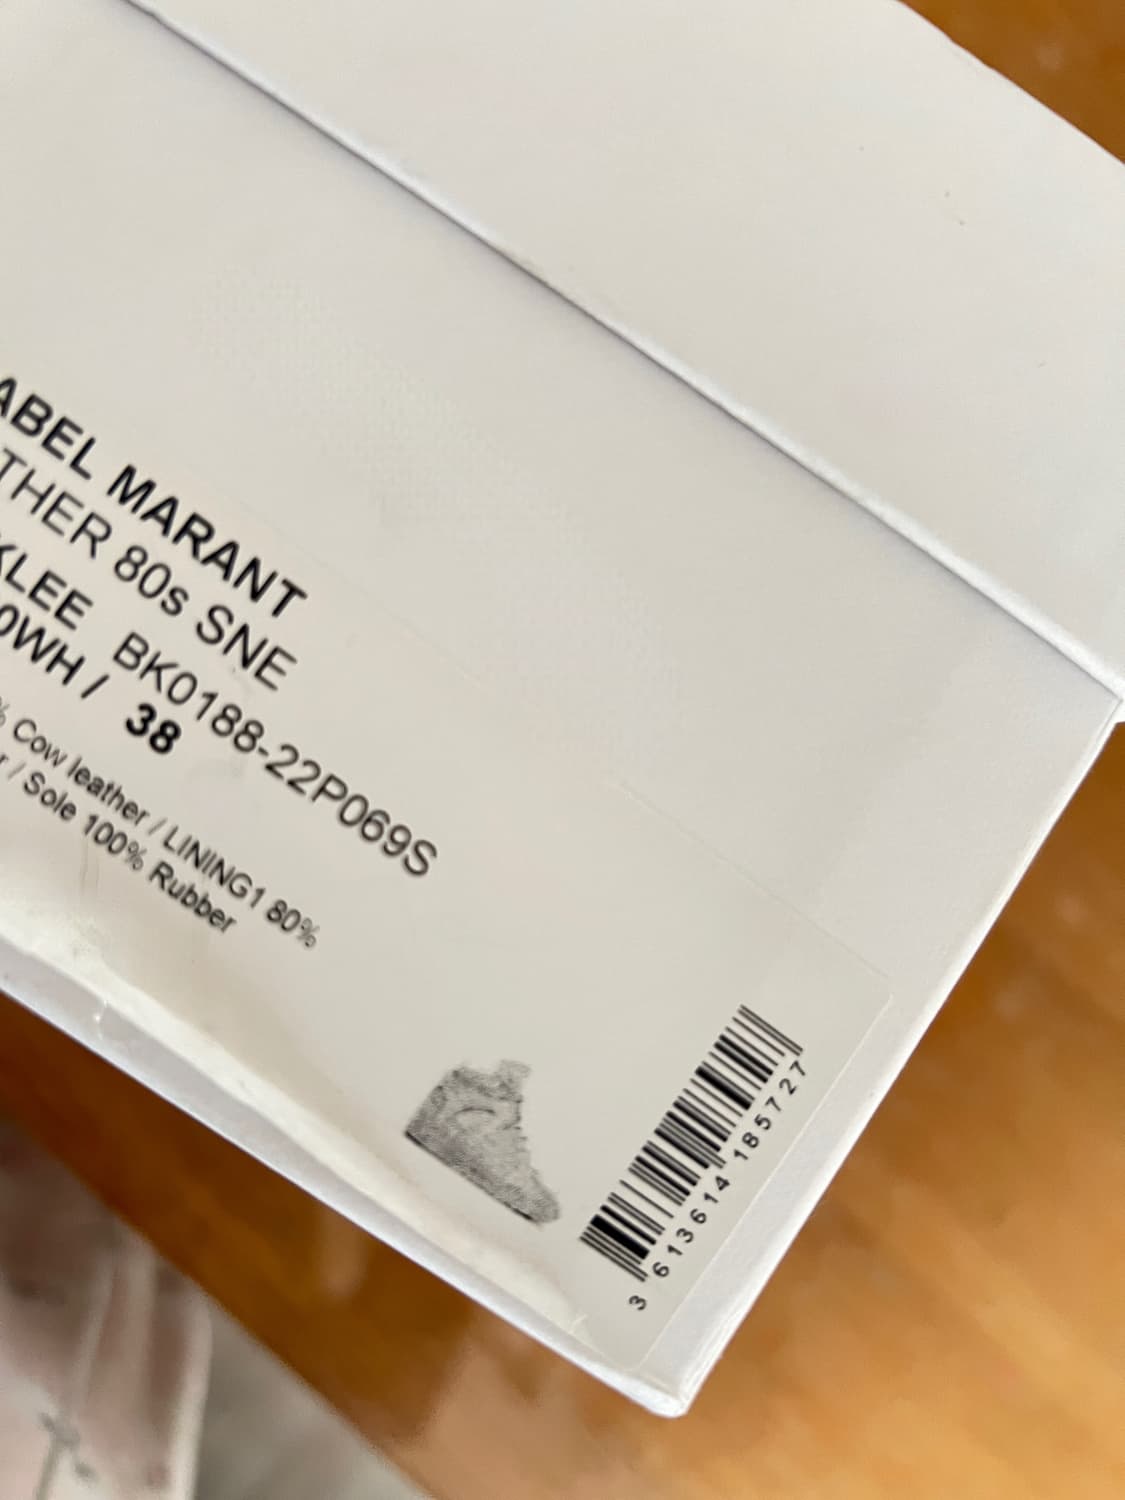 ABEL MARANT
THER 80s SNE
KLEE BK0188-22P069S
0WH / 38
% Cow leather / LINING1 80%
r / Sole 100% Rubber
3 613614 185727